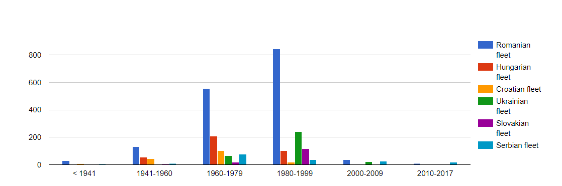 800
600
400
200
0
< 1941
1941-1960
1960-1979
1980-1999
2000-2009
2010-2017
Romanian
fleet
Hungarian
fleet
Croatian fleet
Ukrainian
fleet
Slovakian
fleet
Serbian fleet